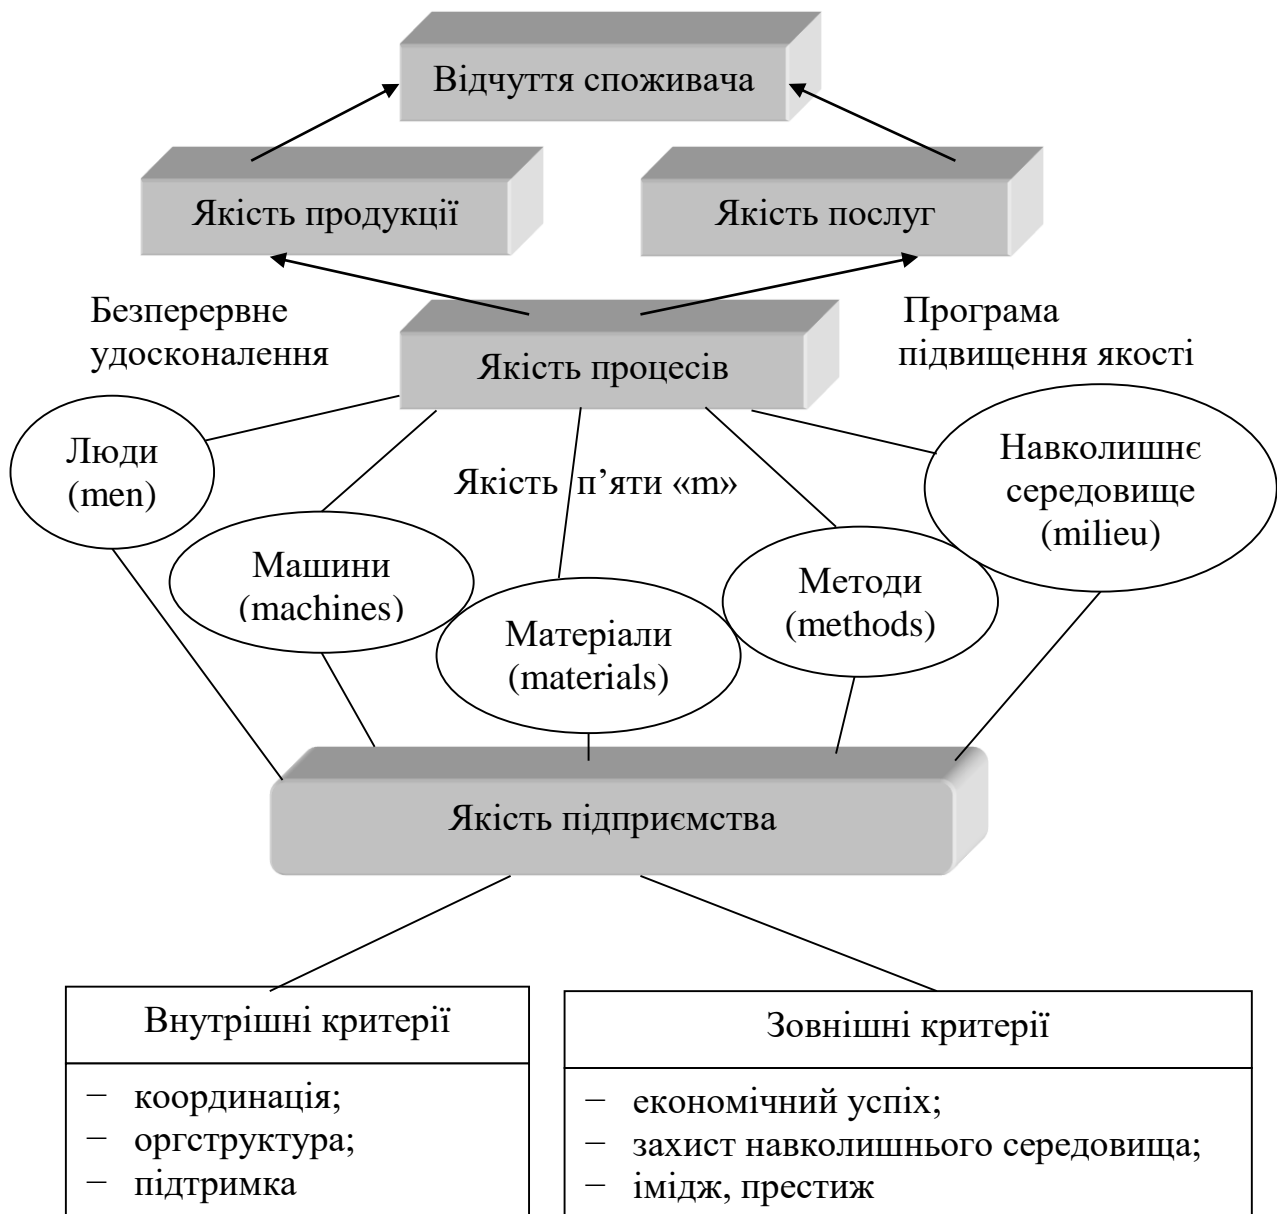 Відчуття споживача
Якість продукції
Якість послуг
Безперервне
удосконалення
Програма
підвищення якості
Якість процесів
Люди
(men)
Якість п’яти «m»
Навколишнє
середовище
(milieu)
Машини
(machines)
Методи
(methods)
Матеріали
(materials)
Якість підприємства
Внутрішні критерії
− координація;
− оргструктура;
− підтримка
Зовнішні критерії
− економічний успіх;
− захист навколишнього середовища;
− імідж, престиж